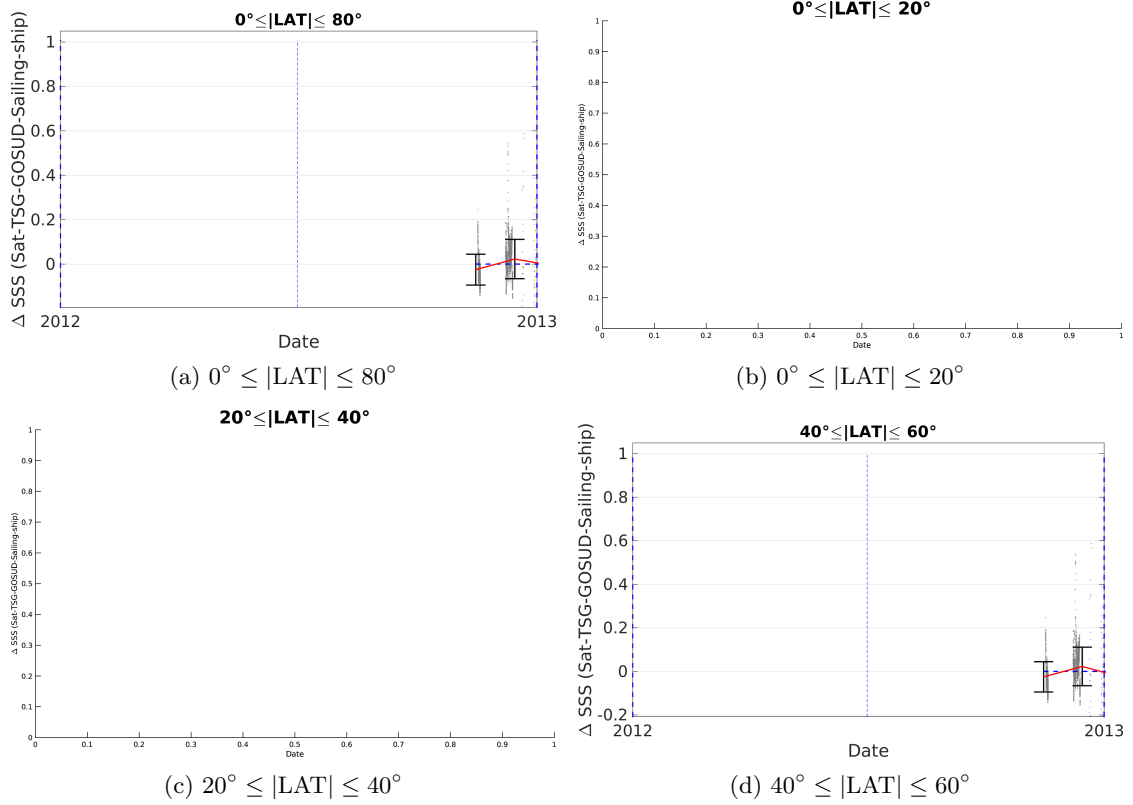 0°≤|LAT|≤ 80°
Δ SSS (Sat-TSG-GOSUD-Sailing-ship)
1
0.8
0.6
0.4
0.2
0
2012
2013
Date
(a) 0° ≤ |LAT| ≤ 80°
0°≤|LAT|≤ 20°
Δ SSS (Sat-TSG-GOSUD-Sailing-ship)
1
0.9
0.8
0.7
0.6
0.5
0.4
0.3
0.2
0.1
0
0 0.1 0.2 0.3 0.4 0.5 0.6 0.7 0.8 0.9 1
Date
(b) 0° ≤ |LAT| ≤ 20°
20°≤|LAT|≤ 40°
Δ SSS (Sat-TSG-GOSUD-Sailing-ship)
1
0.9
0.8
0.7
0.6
0.5
0.4
0.3
0.2
0.1
0
0 0.1 0.2 0.3 0.4 0.5 0.6 0.7 0.8 0.9 1
Date
(c) 20° ≤ |LAT| ≤ 40°
40°≤|LAT|≤ 60°
Δ SSS (Sat-TSG-GOSUD-Sailing-ship)
1
0.8
0.6
0.4
0.2
0
-0.2
2012
2013
Date
(d) 40° ≤ |LAT| ≤ 60°